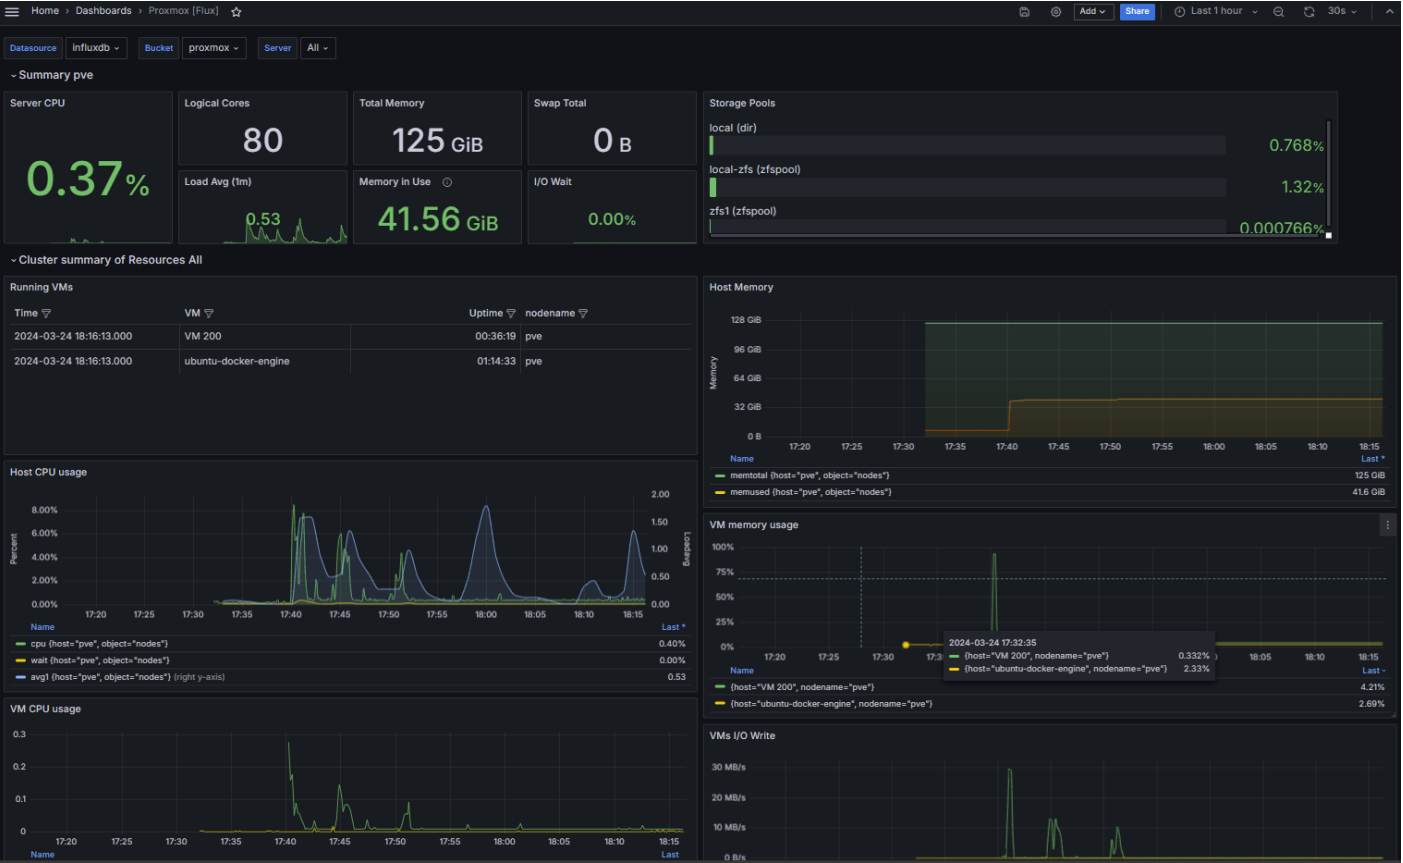 Home › Dashboards › Proxmox [Flux]
Add
Share
Last 1 hour
30s
Datasource influxdb Bucket proxmox Server All
Summary pve
Server CPU
0.37%
Logical Cores
80
Total Memory
125 GiB
Swap Total
0 B
Load Avg (1m)
0.53
Memory in Use
41.56 GiB
I/O Wait
0.00%
Storage Pools
local (dir)
0.768%
local-zfs (zfspool)
1.32%
zfs1 (zfspool)
0.000766%
Cluster summary of Resources All
Running VMs
Time VM Uptime nodename
2024-03-24 18:16:13.000 VM 200 00:36:19 pve
2024-03-24 18:16:13.000 ubuntu-docker-engine 01:14:33 pve
Host Memory
Memory
128 GiB
96 GiB
64 GiB
32 GiB
0 B
17:20 17:25 17:30 17:35 17:40 17:45 17:50 17:55 18:00 18:05 18:10 18:15
Name Last *
memtotal {host="pve", object="nodes"} 125 GiB
memused {host="pve", object="nodes"} 41.6 GiB
Host CPU usage
Percent
8.00%
6.00%
4.00%
2.00%
0.00%
2.00
1.50
1.00
0.50
0.00
Loadavg
17:20 17:25 17:30 17:35 17:40 17:45 17:50 17:55 18:00 18:05 18:10 18:15
Name Last *
cpu {host="pve", object="nodes"} 0.40%
wait {host="pve", object="nodes"} 0.00%
avg1 {host="pve", object="nodes"} (right y-axis) 0.53
VM memory usage
100%
75%
50%
25%
0%
17:20 17:25 17:30 17:3 18:05 18:10 18:15
2024-03-24 17:32:35
{host="VM 200", nodename="pve"} 0.332%
{host="ubuntu-docker-engine", nodename="pve"} 2.33%
Name Last
{host="VM 200", nodename="pve"} 4.21%
{host="ubuntu-docker-engine", nodename="pve"} 2.69%
VM CPU usage
0.3
0.2
0.1
0
17:20 17:25 17:30 17:35 17:40 17:45 17:50 17:55 18:00 18:05 18:10 18:15
Name Last
VMs I/O Write
30 MB/s
20 MB/s
10 MB/s
0 B/s